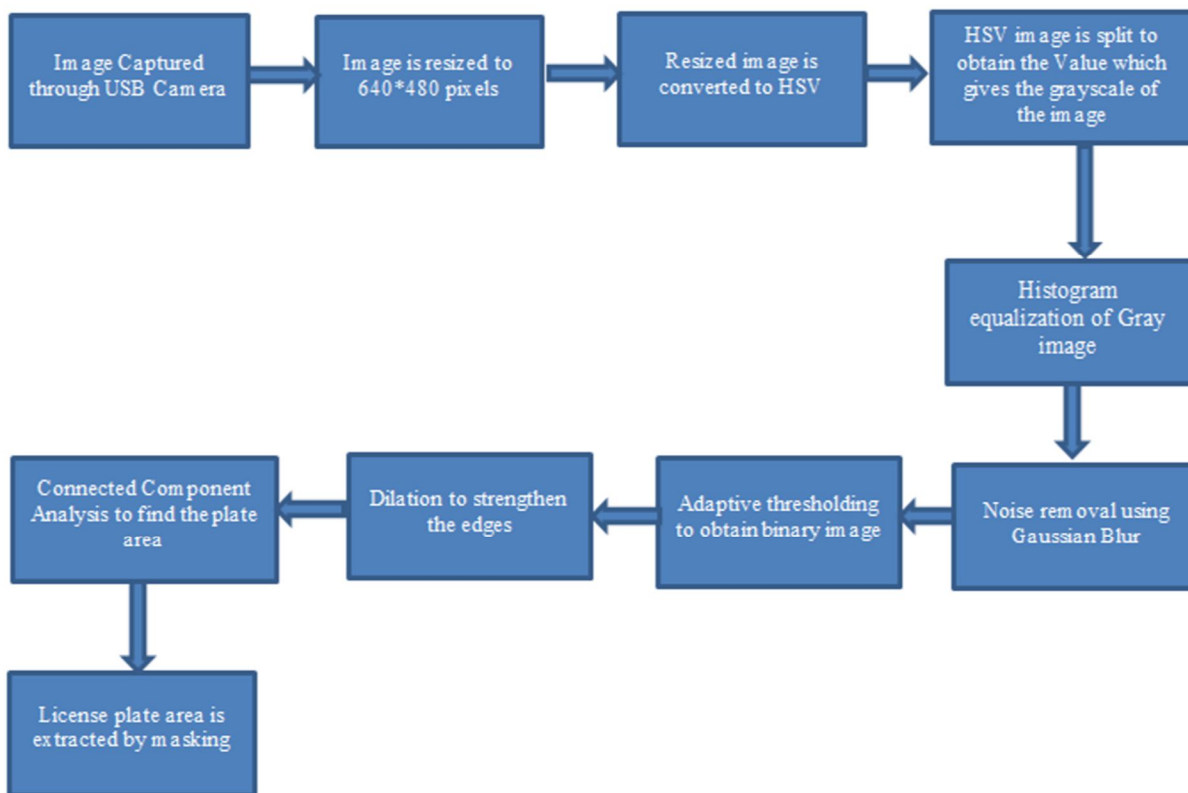 Image Captured
through USB Camera
Image is resized to
640*480 pixels
Resized image is
converted to HSV
HSV image is split to
obtain the Value which
gives the grayscale of
the image
Histogram
equalization of Gray
image
Noise removal using
Gaussian Blur
Adaptive thresholding
to obtain binary image
Dilation to strengthen
the edges
Connected Component
Analysis to find the plate
area
License plate area is
extracted by masking